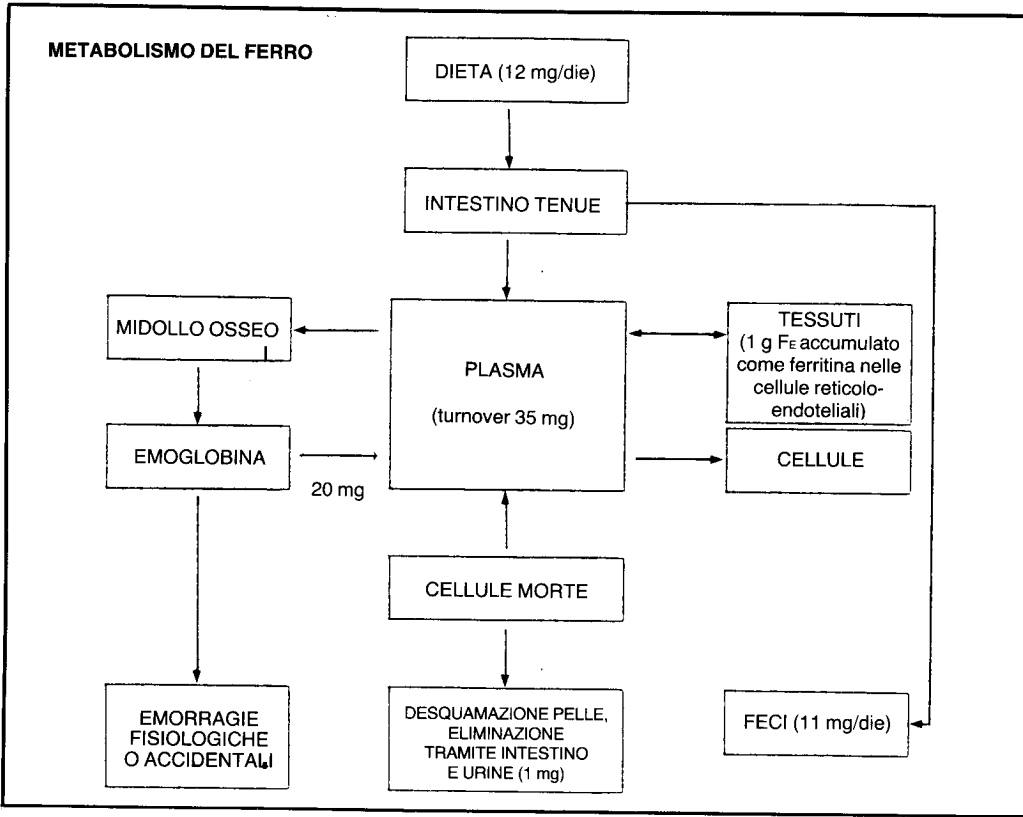 METABOLISMO DEL FERRO
DIETA (12 mg/die)
INTESTINO TENUE
MIDOLLO OSSEO
PLASMA
(turnover 35 mg)
TESSUTI
(1 g FE accumulato
come ferritina nelle
cellule reticolo-
endoteliali)
EMOGLOBINA
20 mg
CELLULE
CELLULE MORTE
EMORRAGIE
FISIOLOGICHE
O ACCIDENTALI
DESQUAMAZIONE PELLE,
ELIMINAZIONE
TRAMITE INTESTINO
E URINE (1 mg)
FECI (11 mg/die)